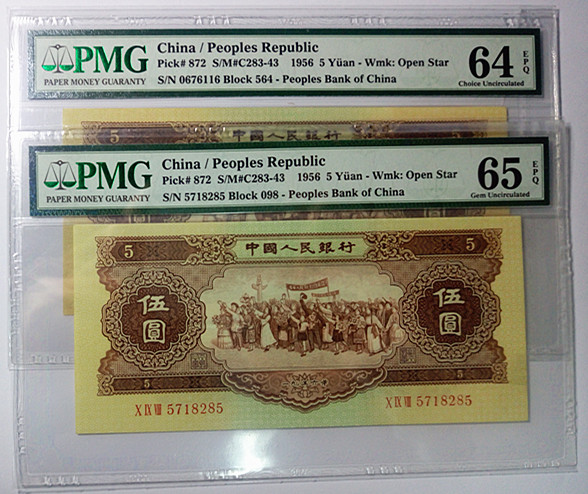 PMG
PAPER MONEY GUARANTY
China / Peoples Republic
Pick# 872 S/M#C283-43 1956 5 Yüan - Wmk: Open Star
S/N 0676116 Block 564 - Peoples Bank of China
64 EPQ
Choice Uncirculated
5 中國人民銀行 5
PMG
PAPER MONEY GUARANTY
China / Peoples Republic
Pick# 872 S/M#C283-43 1956 5 Yüan - Wmk: Open Star
S/N 5718285 Block 098 - Peoples Bank of China
65 EPQ
Gem Uncirculated
5 中國人民銀行 5
伍圓 伍圓
5 5
X IX VIII 5718285 X IX VIII 5718285